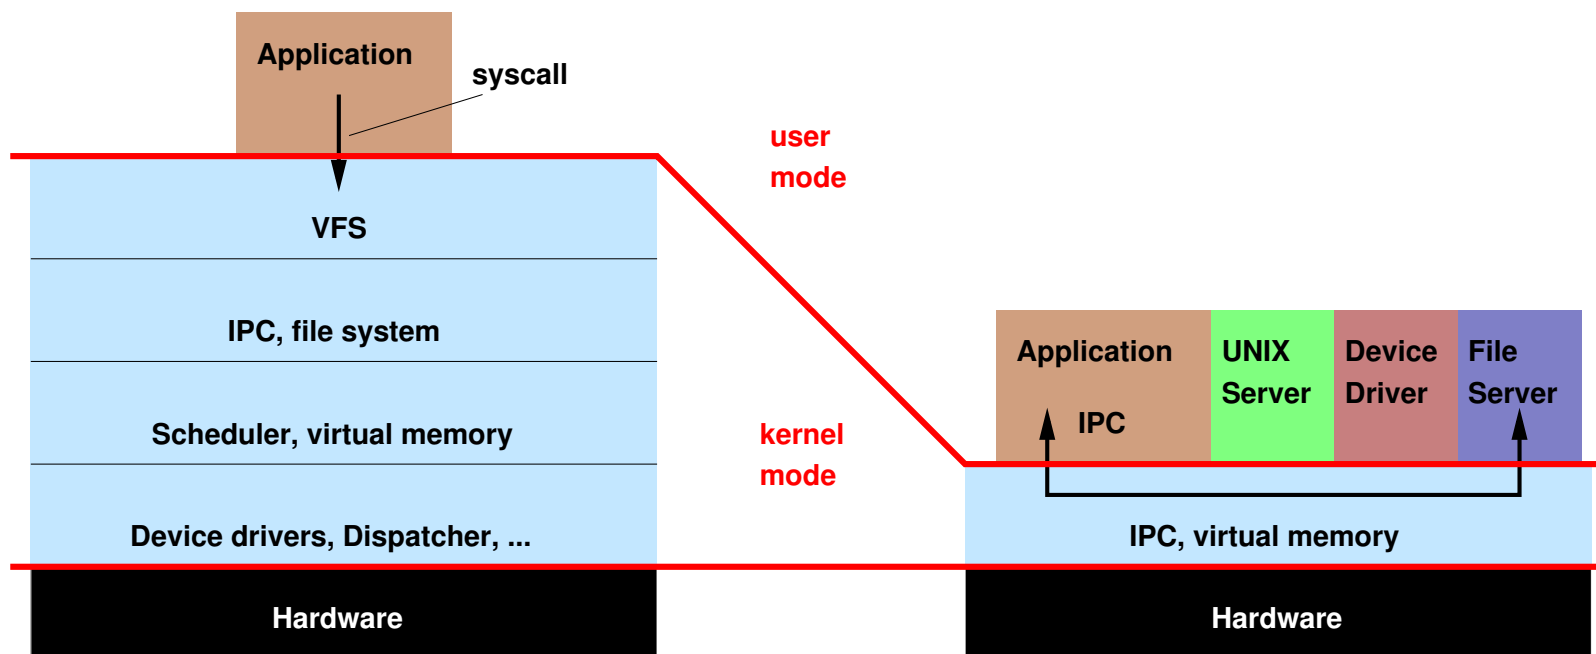 Application
syscall
user
mode
VFS
IPC, file system
Scheduler, virtual memory
Device drivers, Dispatcher, ...
Hardware
kernel
mode
Application
IPC
UNIX
Server
Device
Driver
File
Server
IPC, virtual memory
Hardware